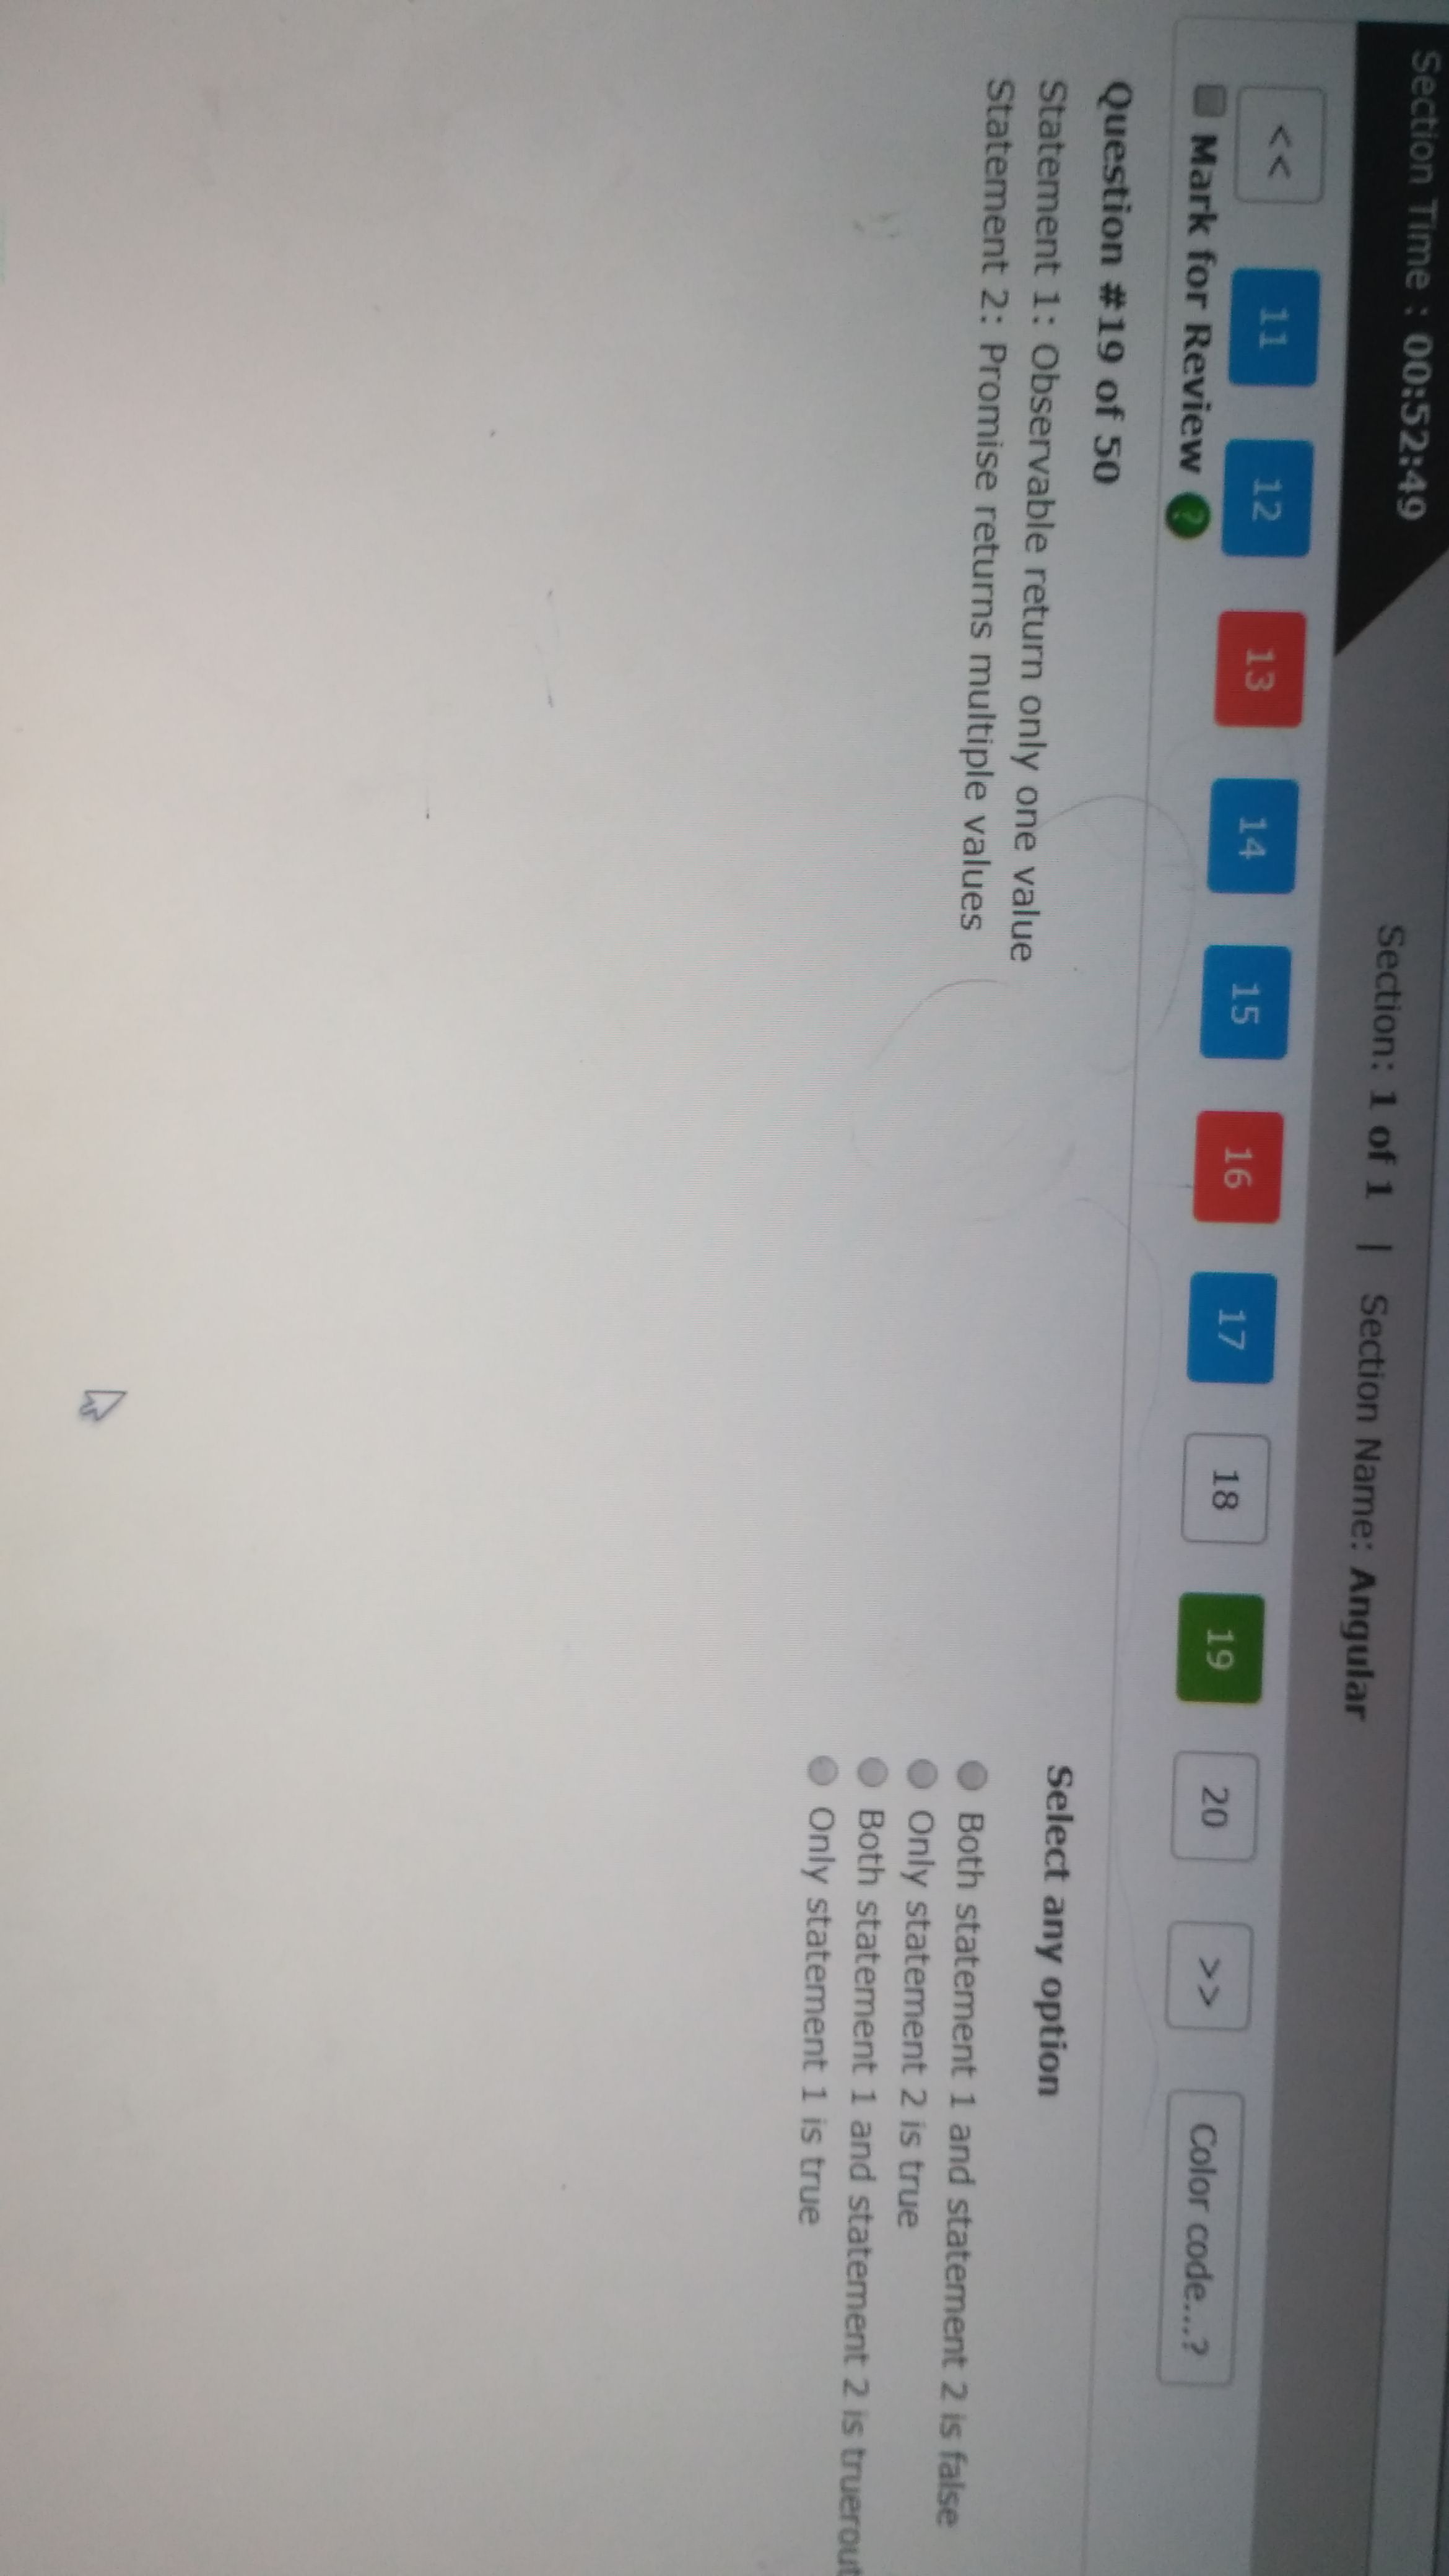 Section Time : 00:52:49
Section: 1 of 1 | Section Name: Angular
<< 11 12 13 14 15 16 17 18 19 20 >> Color code...?
Mark for Review ?
Question #19 of 50
Statement 1: Observable return only one value
Statement 2: Promise returns multiple values
Select any option
Both statement 1 and statement 2 is false
Only statement 2 is true
Both statement 1 and statement 2 is truerout
Only statement 1 is true